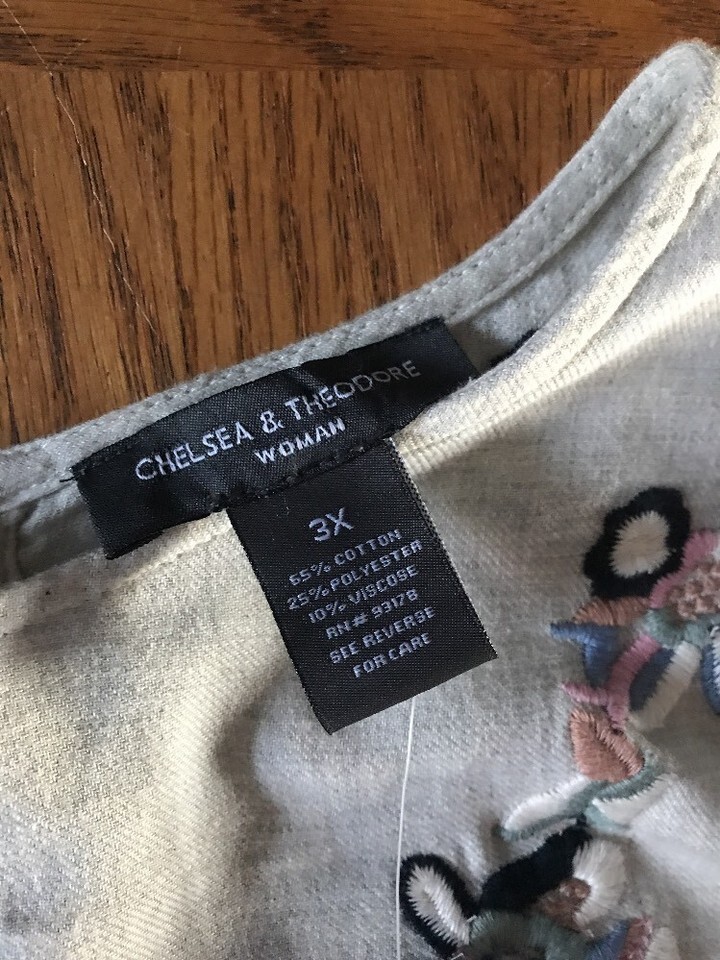 CHELSEA & THEODORE
WOMAN
3X
65% COTTON
25% POLYESTER
10% VISCOSE
RN# 93178
SEE REVERSE
FOR CARE